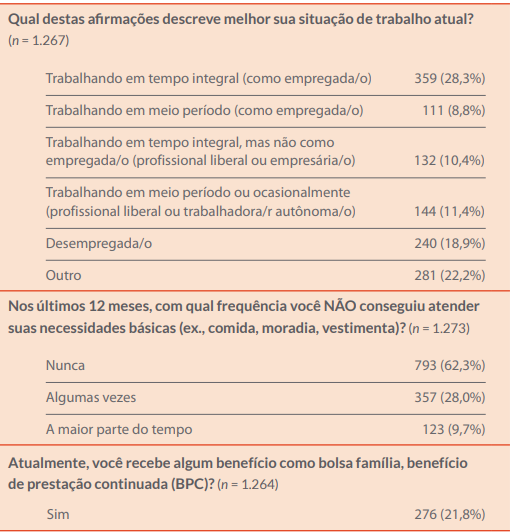 Qual destas afirmações descreve melhor sua situação de trabalho atual?
(n = 1.267)
Trabalhando em tempo integral (como empregada/o) 359 (28,3%)
Trabalhando em meio período (como empregada/o) 111 (8,8%)
Trabalhando em tempo integral, mas não como
empregada/o (profissional liberal ou empresária/o) 132 (10,4%)
Trabalhando em meio período ou ocasionalmente
(profissional liberal ou trabalhadora/r autônoma/o) 144 (11,4%)
Desempregada/o 240 (18,9%)
Outro 281 (22,2%)
Nos últimos 12 meses, com qual frequência você NÃO conseguiu atender
suas necessidades básicas (ex., comida, moradia, vestimenta)? (n = 1.273)
Nunca 793 (62,3%)
Algumas vezes 357 (28,0%)
A maior parte do tempo 123 (9,7%)
Atualmente, você recebe algum benefício como bolsa família, benefício
de prestação continuada (BPC)? (n = 1.264)
Sim 276 (21,8%)